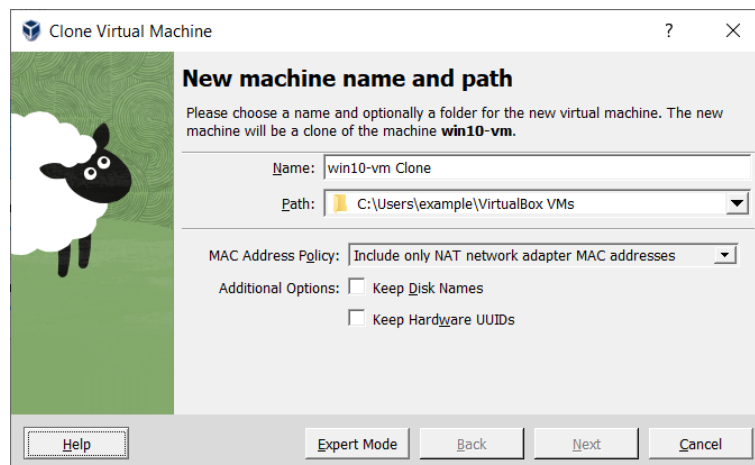 Clone Virtual Machine
?
New machine name and path
Please choose a name and optionally a folder for the new virtual machine. The new
machine will be a clone of the machine win10-vm.
Name: win10-vm Clone
Path: C:\Users\example\VirtualBox VMs
MAC Address Policy: Include only NAT network adapter MAC addresses
Additional Options: Keep Disk Names
Keep Hardware UUIDs
Help Expert Mode Back Next Cancel